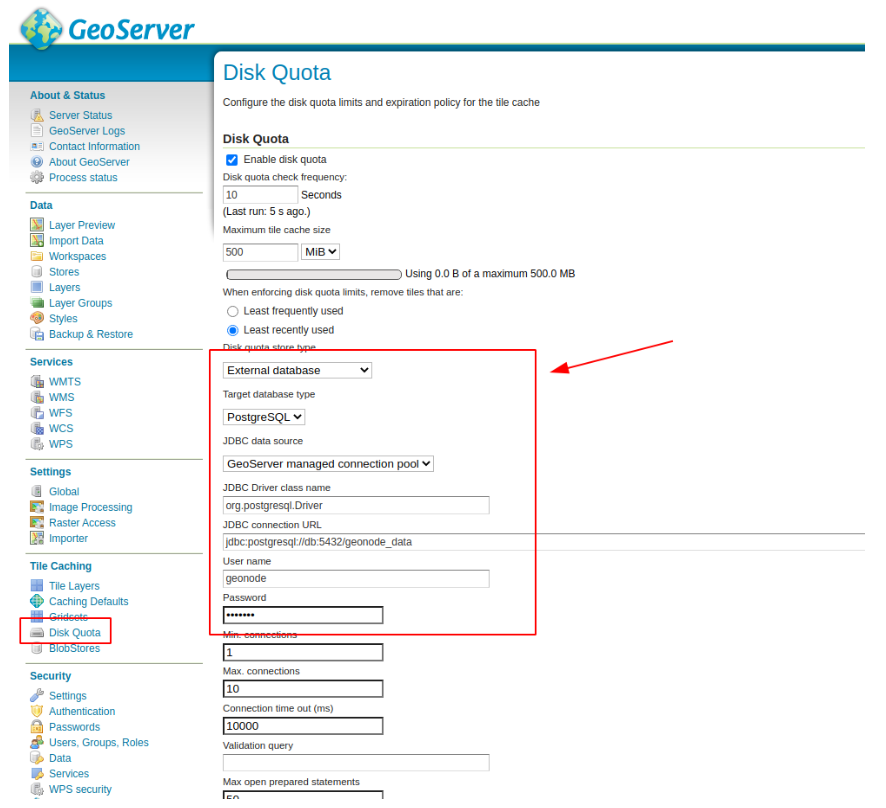 GeoServer
About & Status
Server Status
GeoServer Logs
Contact Information
About GeoServer
Process status
Data
Layer Preview
Import Data
Workspaces
Stores
Layers
Layer Groups
Styles
Backup & Restore
Services
WMTS
WMS
WFS
WCS
WPS
Settings
Global
Image Processing
Raster Access
Importer
Tile Caching
Tile Layers
Caching Defaults
Gridsets
Disk Quota
BlobStores
Security
Settings
Authentication
Passwords
Users, Groups, Roles
Data
Services
WPS security
Disk Quota
Configure the disk quota limits and expiration policy for the tile cache
Disk Quota
Enable disk quota
Disk quota check frequency:
10 Seconds
(Last run: 5 s ago.)
Maximum tile cache size
500 MiB
Using 0.0 B of a maximum 500.0 MB
When enforcing disk quota limits, remove tiles that are:
Least frequently used
Least recently used
Disk quota store type
External database
Target database type
PostgreSQL
JDBC data source
GeoServer managed connection pool
JDBC Driver class name
org.postgresql.Driver
JDBC connection URL
jdbc:postgresql://db:5432/geonode_data
User name
geonode
Password
•••••••
Min. connections
1
Max. connections
10
Connection time out (ms)
10000
Validation query
Max open prepared statements
50